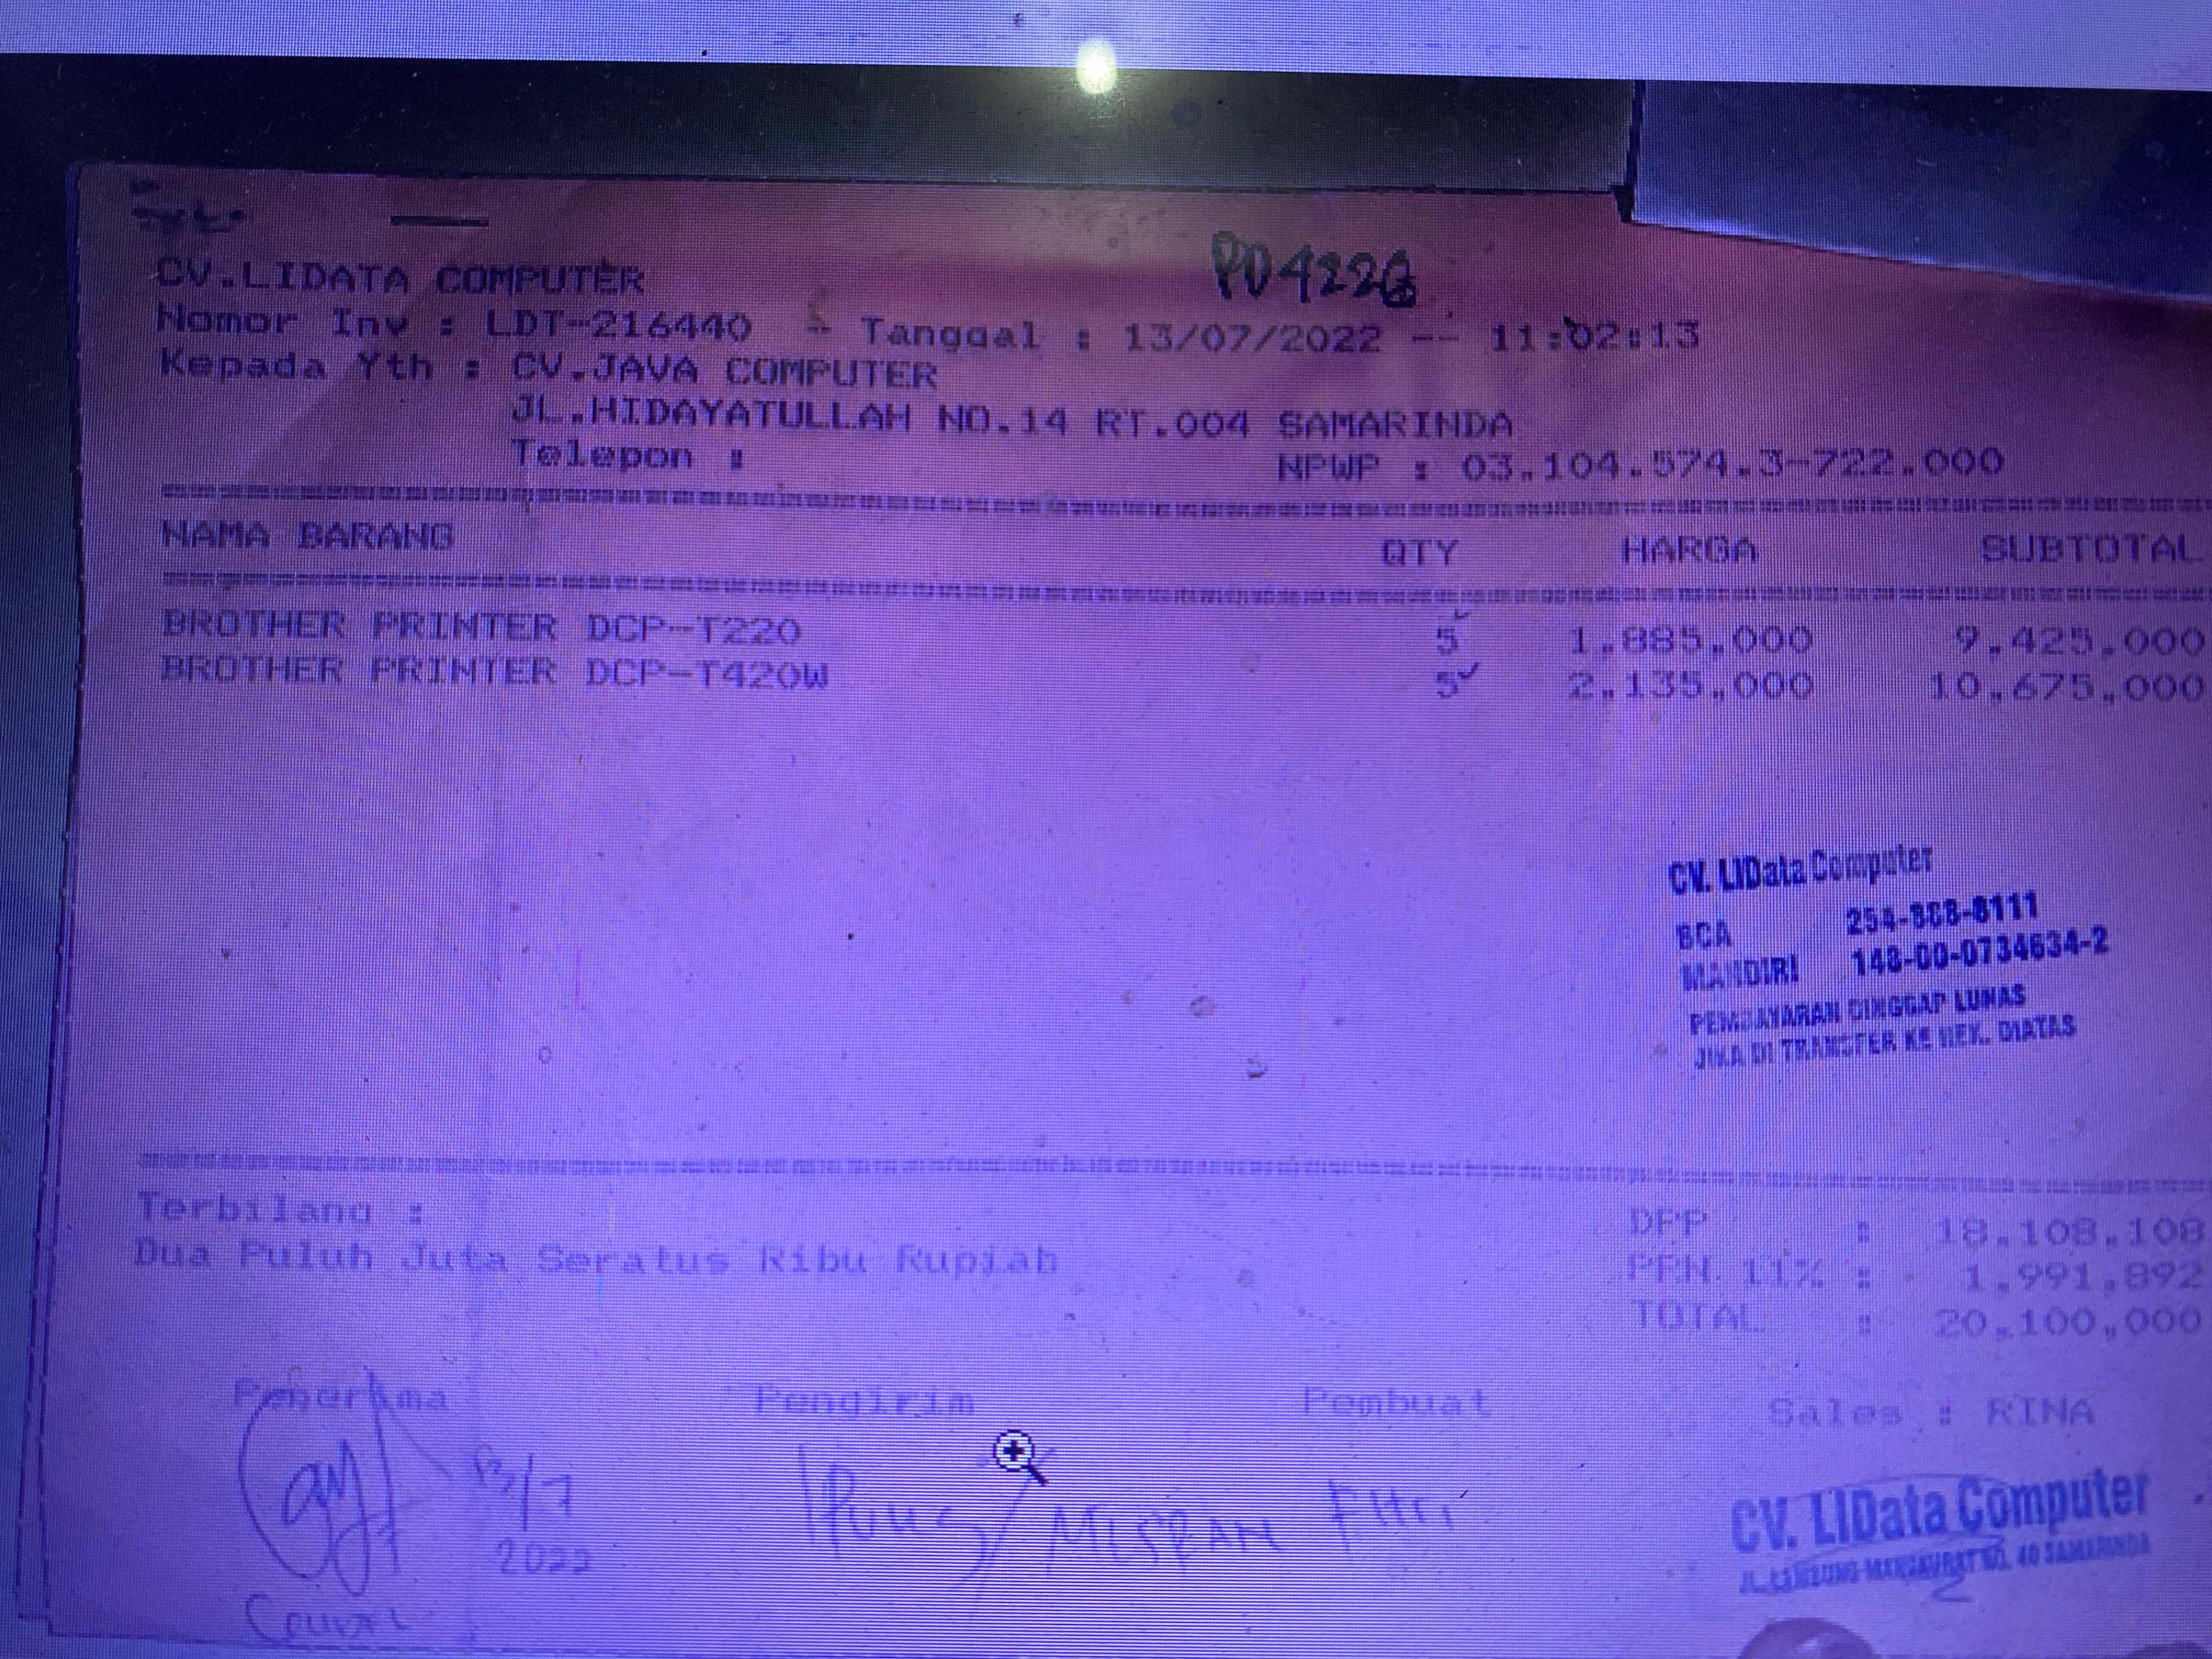 CV.LIDATA COMPUTER
PD4226
Nomor Inv : LDT-216440 - Tanggal : 13/07/2022 -- 11:02:13
Kepada Yth : CV.JAVA COMPUTER
JL.HIDAYATULLAH NO.14 RT.004 SAMARINDA
Telepon : NPWP : 03.104.574.3-722.000
NAMA BARANG QTY HARGA SUBTOTAL
BROTHER PRINTER DCP-T220 5 1,885,000 9,425,000
BROTHER PRINTER DCP-T420W 5 2,135,000 10,675,000
CV. LIData Computer
BCA 254-808-8111
MANDIRI 148-00-0734634-2
PEMBAYARAN DINGGAP LUNAS
JIKA DI TRANSFER KE REK. DIATAS
Terbilang :
Dua Puluh Juta Seratus Ribu Rupiah
DPP : 18,108,108
PPN 11% : 1,991,892
TOTAL : 20,100,000
Penerima Pengirim Pembuat Sales : RINA
13/7
2022
MISRAN
CV. LIData Computer
NO. 40 SAMARINDA